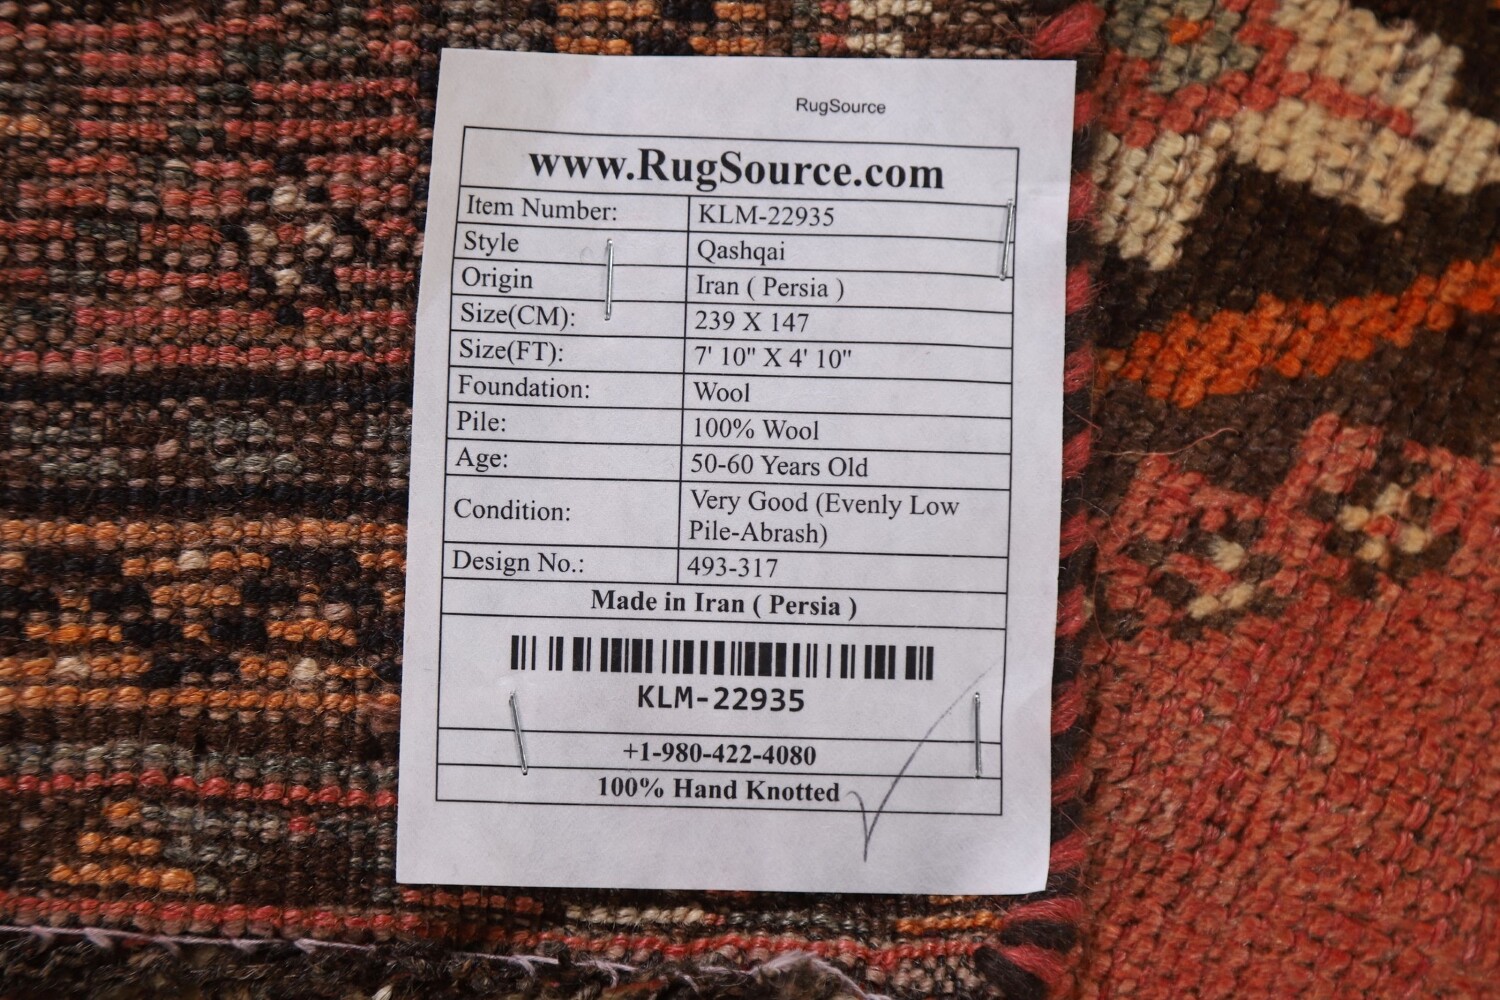 RugSource
www.RugSource.com
Item Number: KLM-22935
Style Qashqai
Origin Iran ( Persia )
Size(CM): 239 X 147
Size(FT): 7' 10" X 4' 10"
Foundation: Wool
Pile: 100% Wool
Age: 50-60 Years Old
Condition: Very Good (Evenly Low
Pile-Abrash)
Design No.: 493-317
Made in Iran ( Persia )
KLM-22935
+1-980-422-4080
100% Hand Knotted